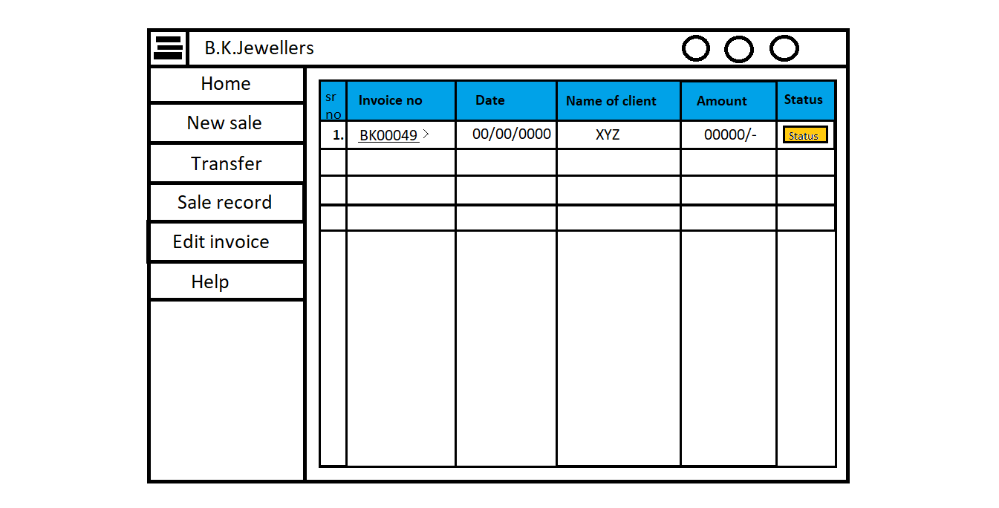 B.K.Jewellers
Home
New sale
Transfer
Sale record
Edit invoice
Help
sr no Invoice no Date Name of client Amount Status
1. BK00049 > 00/00/0000 XYZ 00000/- Status